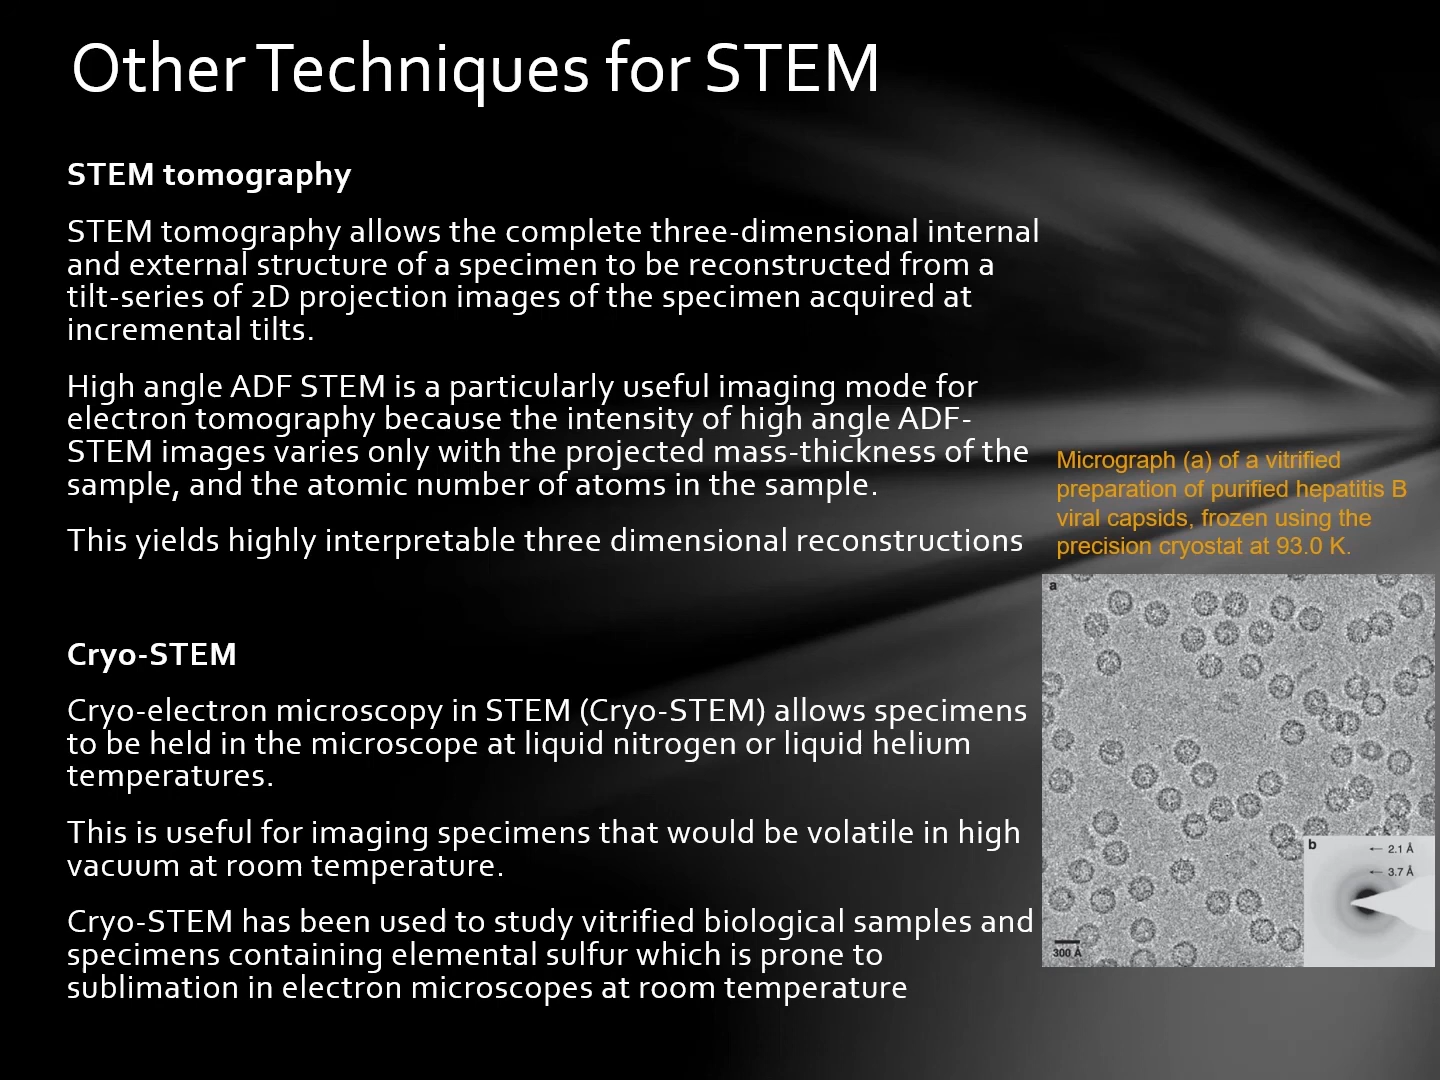 Other Techniques for STEM
STEM tomography
STEM tomography allows the complete three-dimensional internal
and external structure of a specimen to be reconstructed from a
tilt-series of 2D projection images of the specimen acquired at
incremental tilts.
High angle ADF STEM is a particularly useful imaging mode for
electron tomography because the intensity of high angle ADF-
STEM images varies only with the projected mass-thickness of the
sample, and the atomic number of atoms in the sample.
This yields highly interpretable three dimensional reconstructions
Cryo-STEM
Cryo-electron microscopy in STEM (Cryo-STEM) allows specimens
to be held in the microscope at liquid nitrogen or liquid helium
temperatures.
This is useful for imaging specimens that would be volatile in high
vacuum at room temperature.
Cryo-STEM has been used to study vitrified biological samples and
specimens containing elemental sulfur which is prone to
sublimation in electron microscopes at room temperature
Micrograph (a) of a vitrified
preparation of purified hepatitis B
viral capsids, frozen using the
precision cryostat at 93.0 K.
a
b
← 2.1 Å
← 3.7 Å
300 Å